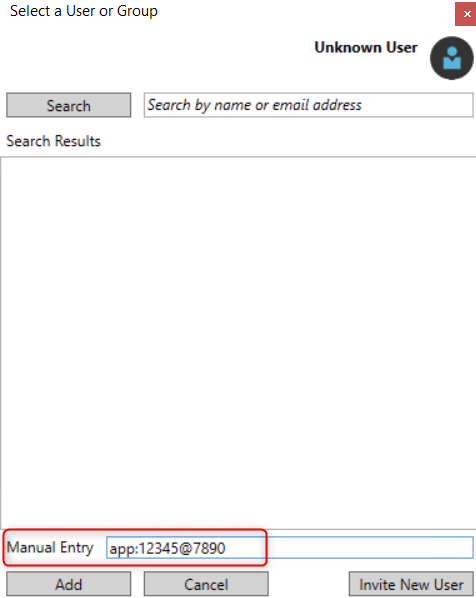 Select a User or Group
Unknown User
Search Search by name or email address
Search Results
Manual Entry app:12345@7890
Add Cancel Invite New User